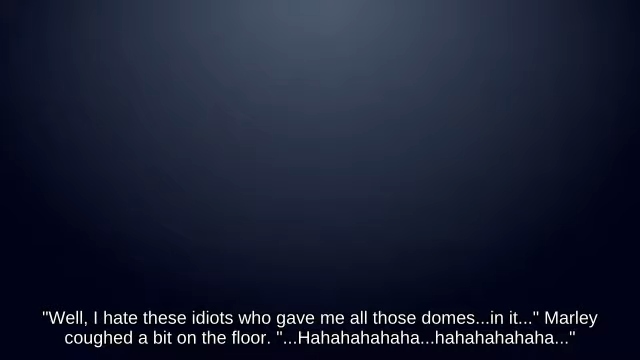 "Well, I hate these idiots who gave me all those domes...in it..." Marley
coughed a bit on the floor. "...Hahahahahaha...hahahahahaha..."